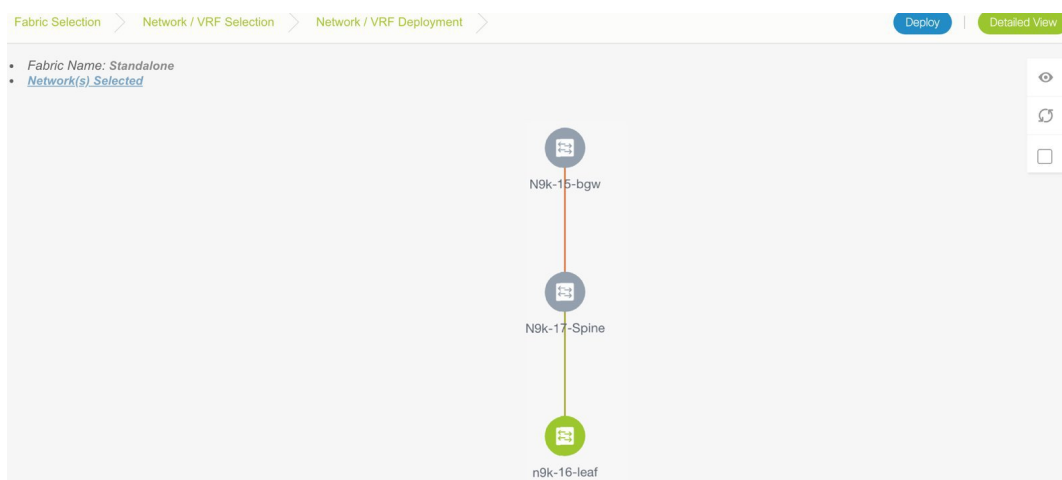 Fabric Selection Network / VRF Selection Network / VRF Deployment Deploy Detailed View
Fabric Name: Standalone
Network(s) Selected
N9k-15-bgw
N9k-17-Spine
n9k-16-leaf